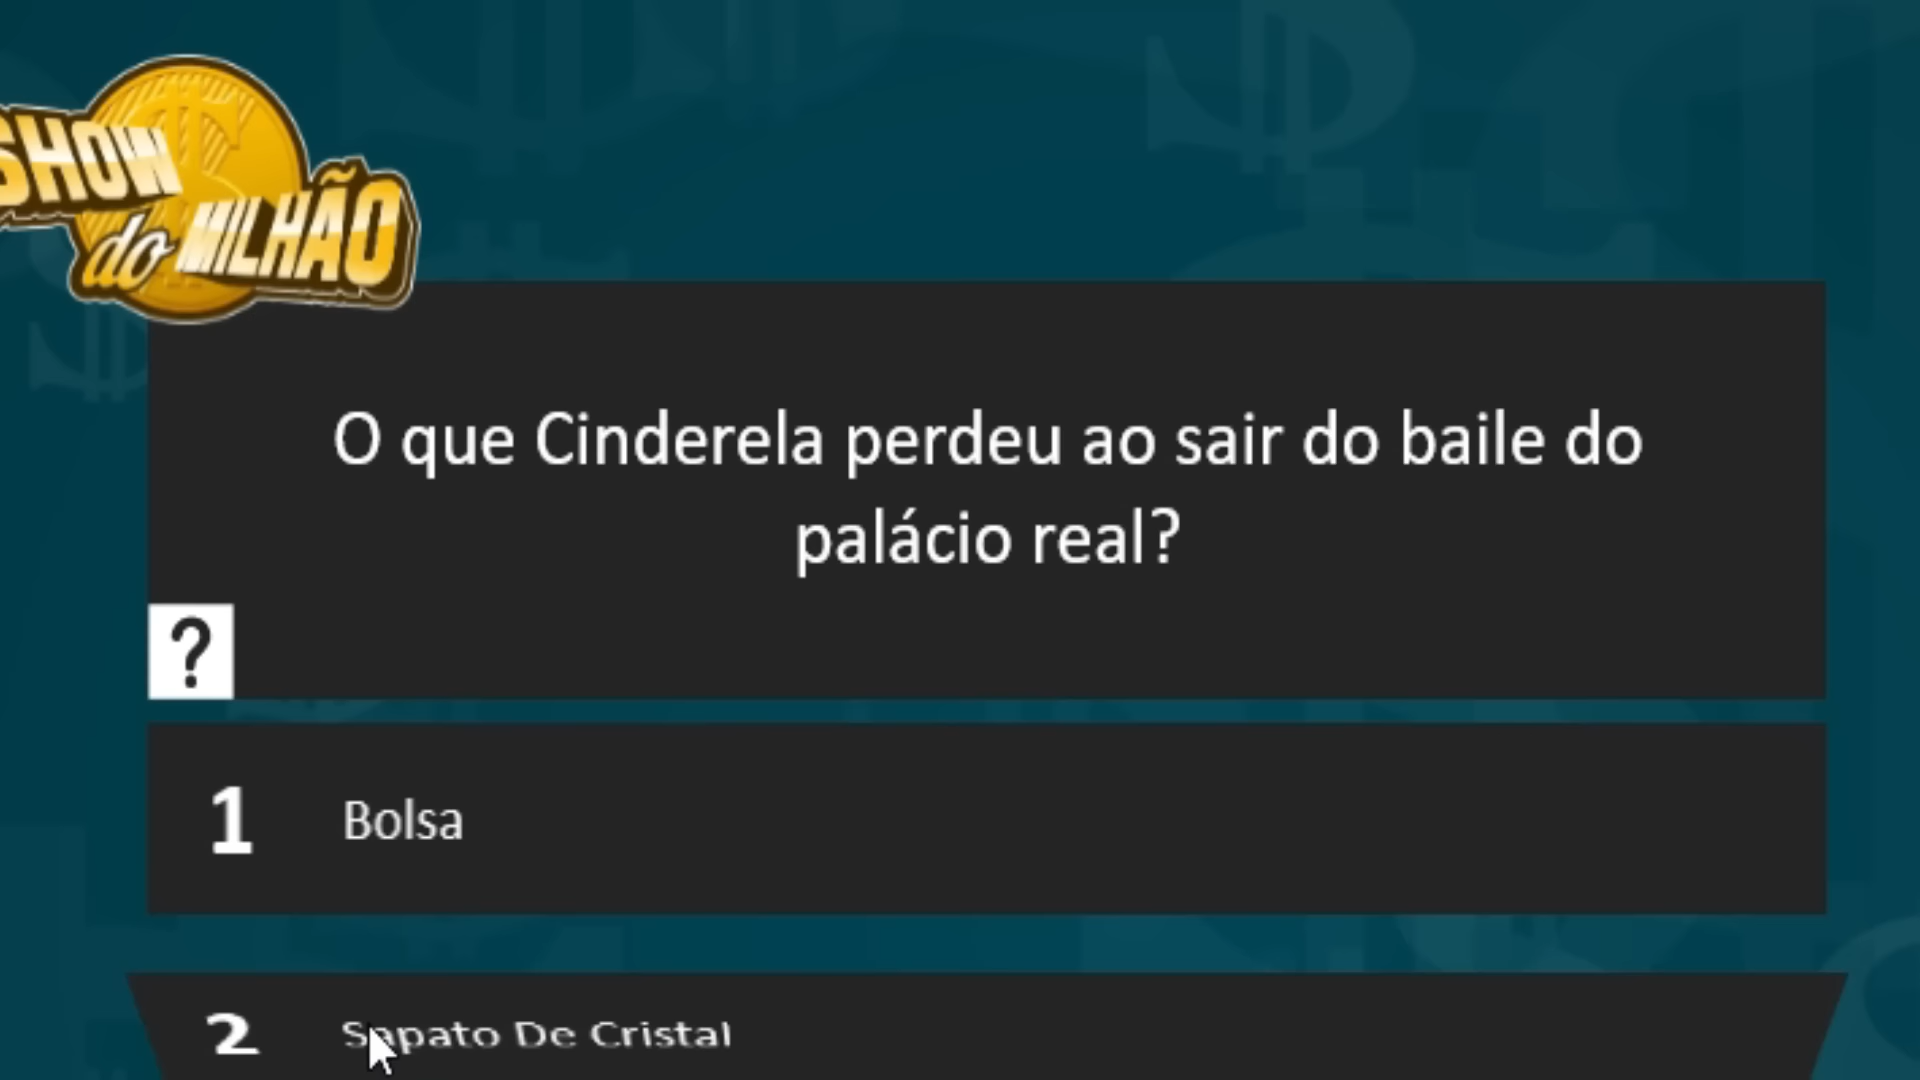 SHOW
do MILHÃO
O que Cinderela perdeu ao sair do baile do
palácio real?
?
1 Bolsa
2 Sapato De Cristal